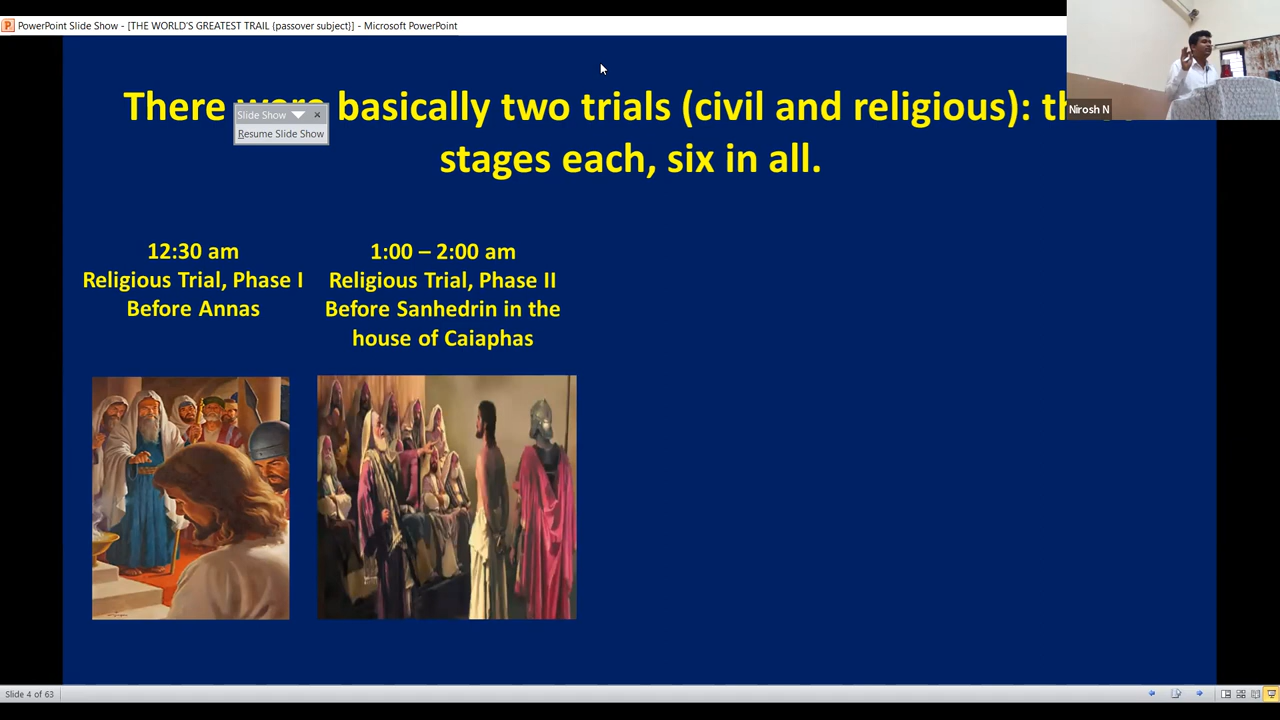 PowerPoint Slide Show - [THE WORLD'S GREATEST TRAIL (passover subject}] - Microsoft PowerPoint
There basically two trials (civil and religious):
stages each, six in all.
Slide Show
Resume Slide Show
Nirosh N
12:30 am
Religious Trial, Phase I
Before Annas
1:00 – 2:00 am
Religious Trial, Phase II
Before Sanhedrin in the
house of Caiaphas
Slide 4 of 63